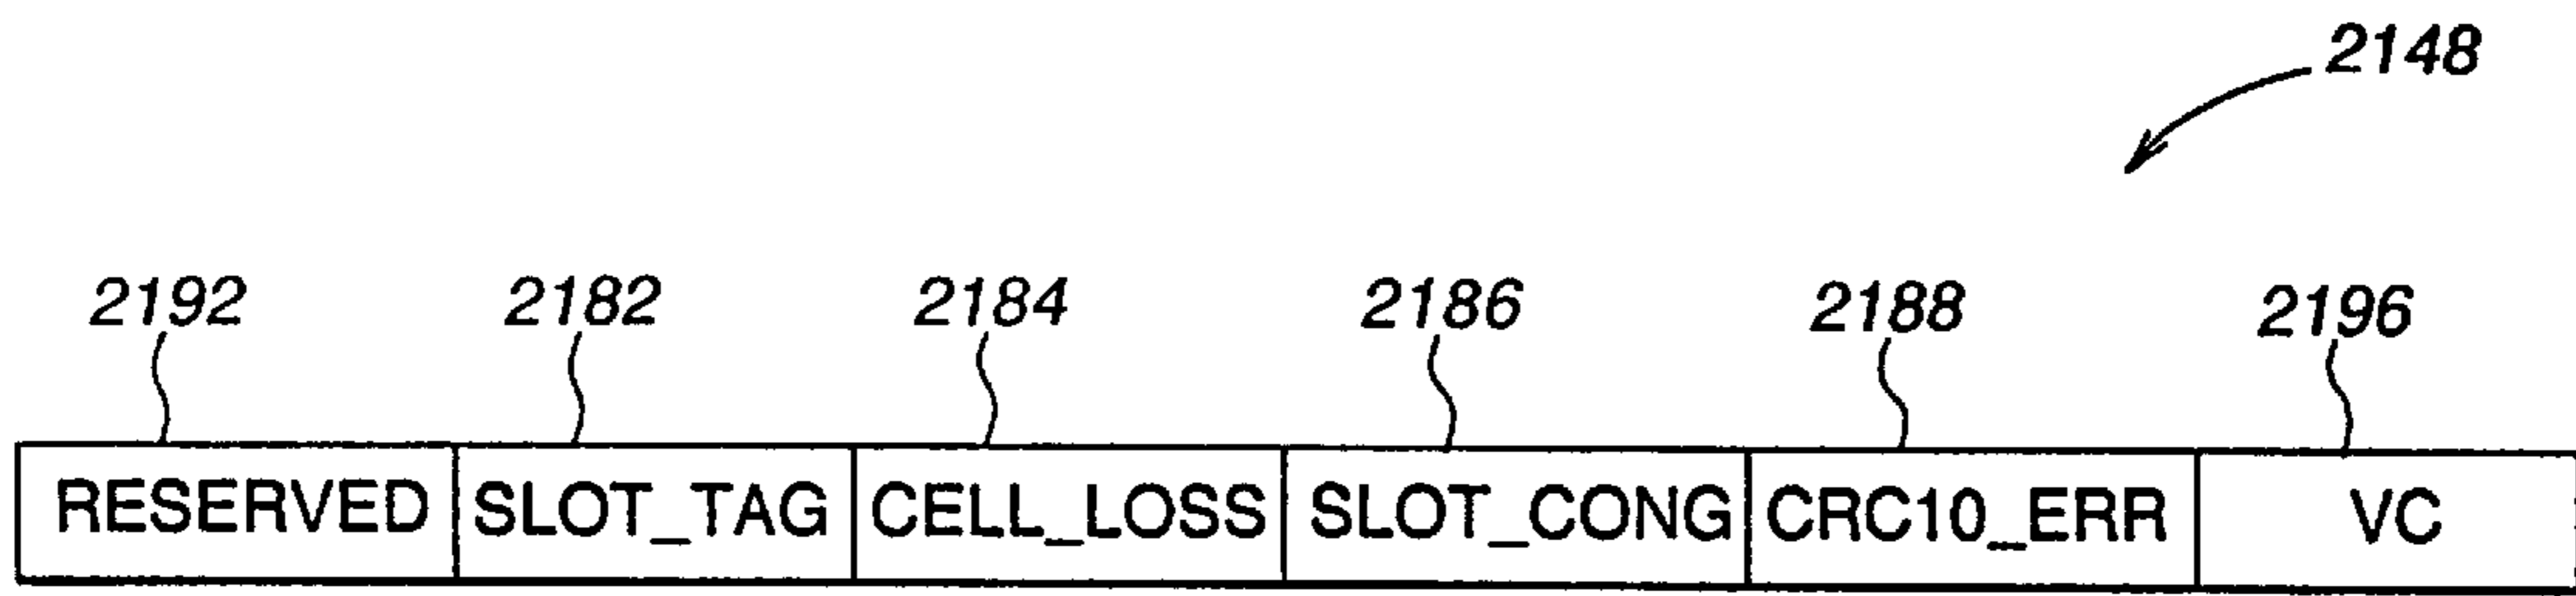 2148
2192 2182 2184 2186 2188 2196
RESERVED SLOT_TAG CELL_LOSS SLOT_CONG CRC10_ERR VC